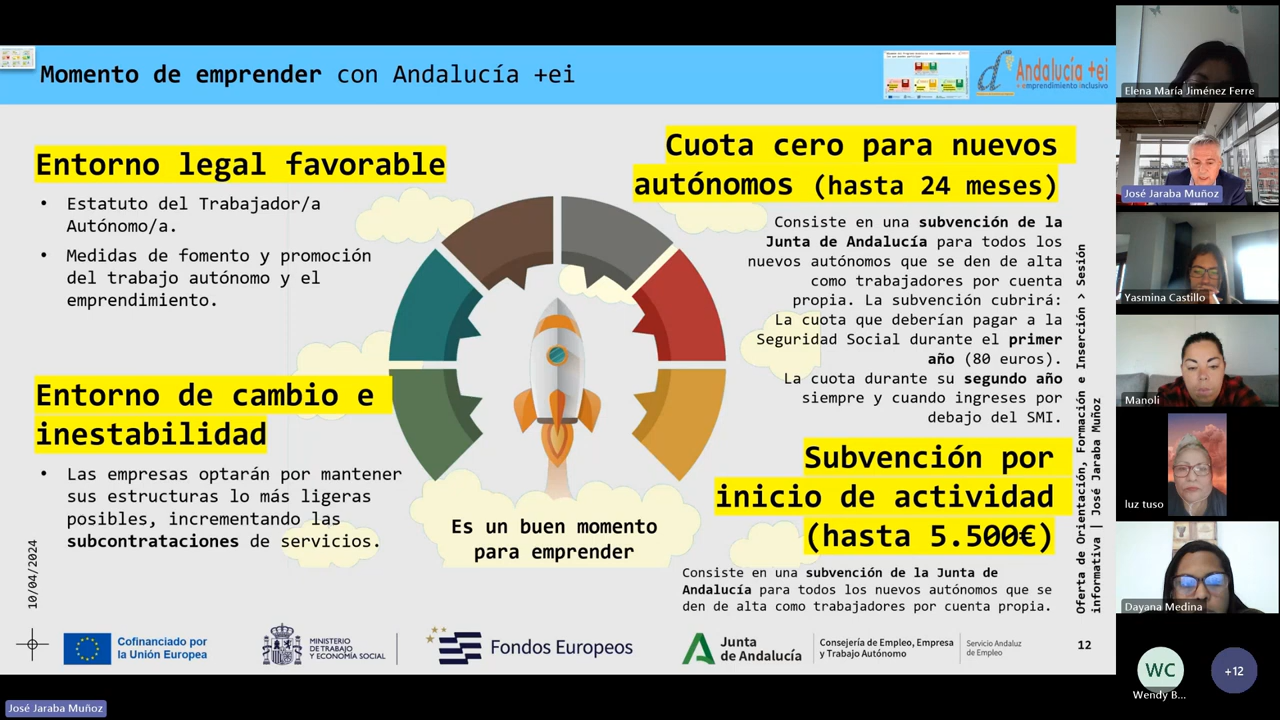 Momento de emprender con Andalucía +ei
Andalucía +ei
+ emprendimiento inclusivo
Entorno legal favorable
• Estatuto del Trabajador/a
Autónomo/a.
• Medidas de fomento y promoción
del trabajo autónomo y el
emprendimiento.
Entorno de cambio e
inestabilidad
• Las empresas optarán por mantener
sus estructuras lo más ligeras
posibles, incrementando las
subcontrataciones de servicios.
Es un buen momento
para emprender
Cuota cero para nuevos
autónomos (hasta 24 meses)
Consiste en una subvención de la
Junta de Andalucía para todos los
nuevos autónomos que se den de alta
como trabajadores por cuenta
propia. La subvención cubrirá:
La cuota que deberían pagar a la
Seguridad Social durante el primer
año (80 euros).
La cuota durante su segundo año
siempre y cuando ingreses por
debajo del SMI.
Subvención por
inicio de actividad
(hasta 5.500€)
Consiste en una subvención de la Junta de
Andalucía para todos los nuevos autónomos que se
den de alta como trabajadores por cuenta propia.
Oferta de Orientación, Formación e Inserción > Sesión
informativa | José Jaraba Muñoz
10/04/2024
Cofinanciado por
la Unión Europea
MINISTERIO
DE TRABAJO
Y ECONOMÍA SOCIAL
Fondos Europeos
Junta
de Andalucía
Consejería de Empleo, Empresa
y Trabajo Autónomo
Servicio Andaluz
de Empleo
12
Elena María Jiménez Ferre
José Jaraba Muñoz
Yasmina Castillo
Manoli
luz tuso
Dayana Medina
WC
Wendy B...
+12
José Jaraba Muñoz